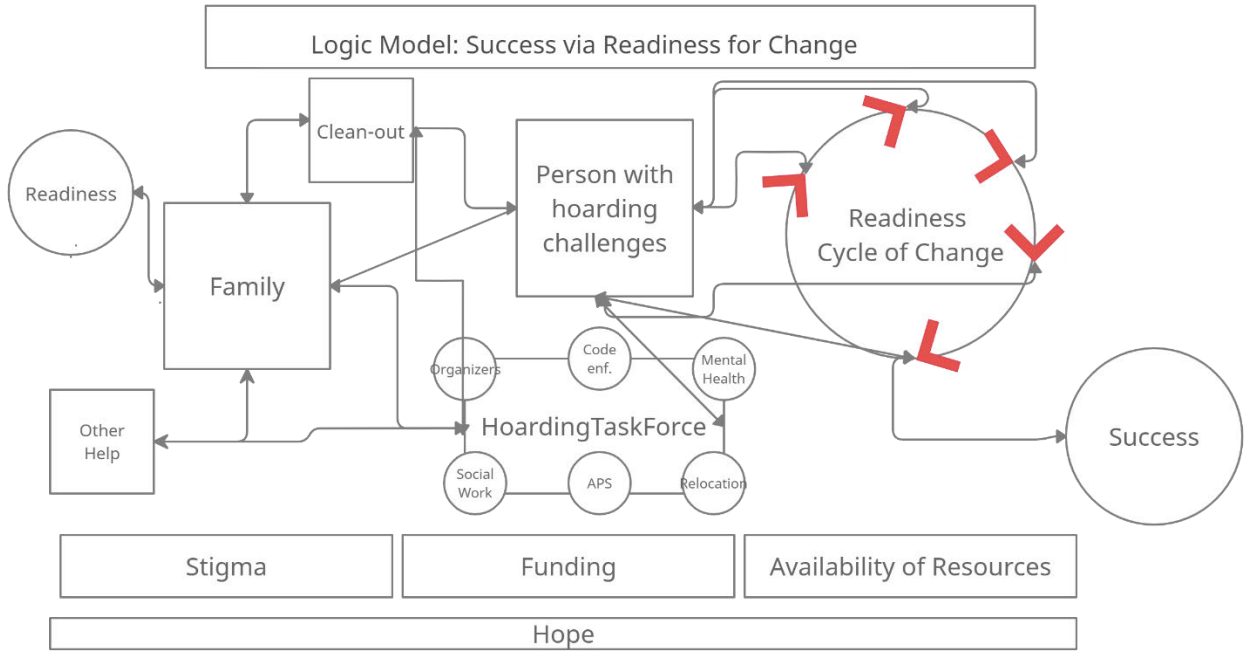 Logic Model: Success via Readiness for Change
Clean-out
Readiness
Person with
hoarding
challenges
Readiness
Cycle of Change
Family
Organizers
Code
enf.
Mental
Health
Other
Help
HoardingTaskForce
Success
Social
Work
APS
Relocation
Stigma
Funding
Availability of Resources
Hope